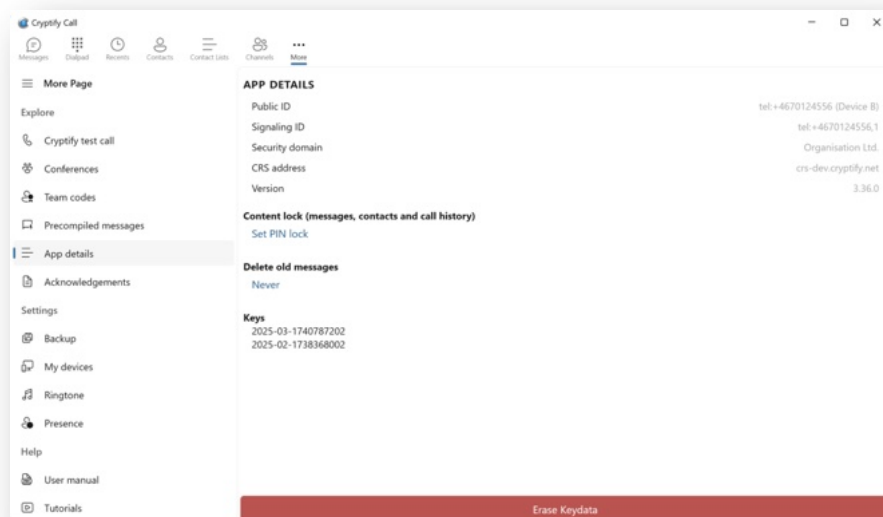 Cryptify Call
Messages Dialpad Recents Contacts Contact Lists Channels More
More Page
Explore
Cryptify test call
Conferences
Team codes
Precompiled messages
App details
Acknowledgements
Settings
Backup
My devices
Ringtone
Presence
Help
User manual
Tutorials
APP DETAILS
Public ID tel:+4670124556 (Device B)
Signaling ID tel:+4670124556,1
Security domain Organisation Ltd.
CRS address crs-dev.cryptify.net
Version 3.36.0
Content lock (messages, contacts and call history)
Set PIN lock
Delete old messages
Never
Keys
2025-03-1740787202
2025-02-1738368002
Erase Keydata